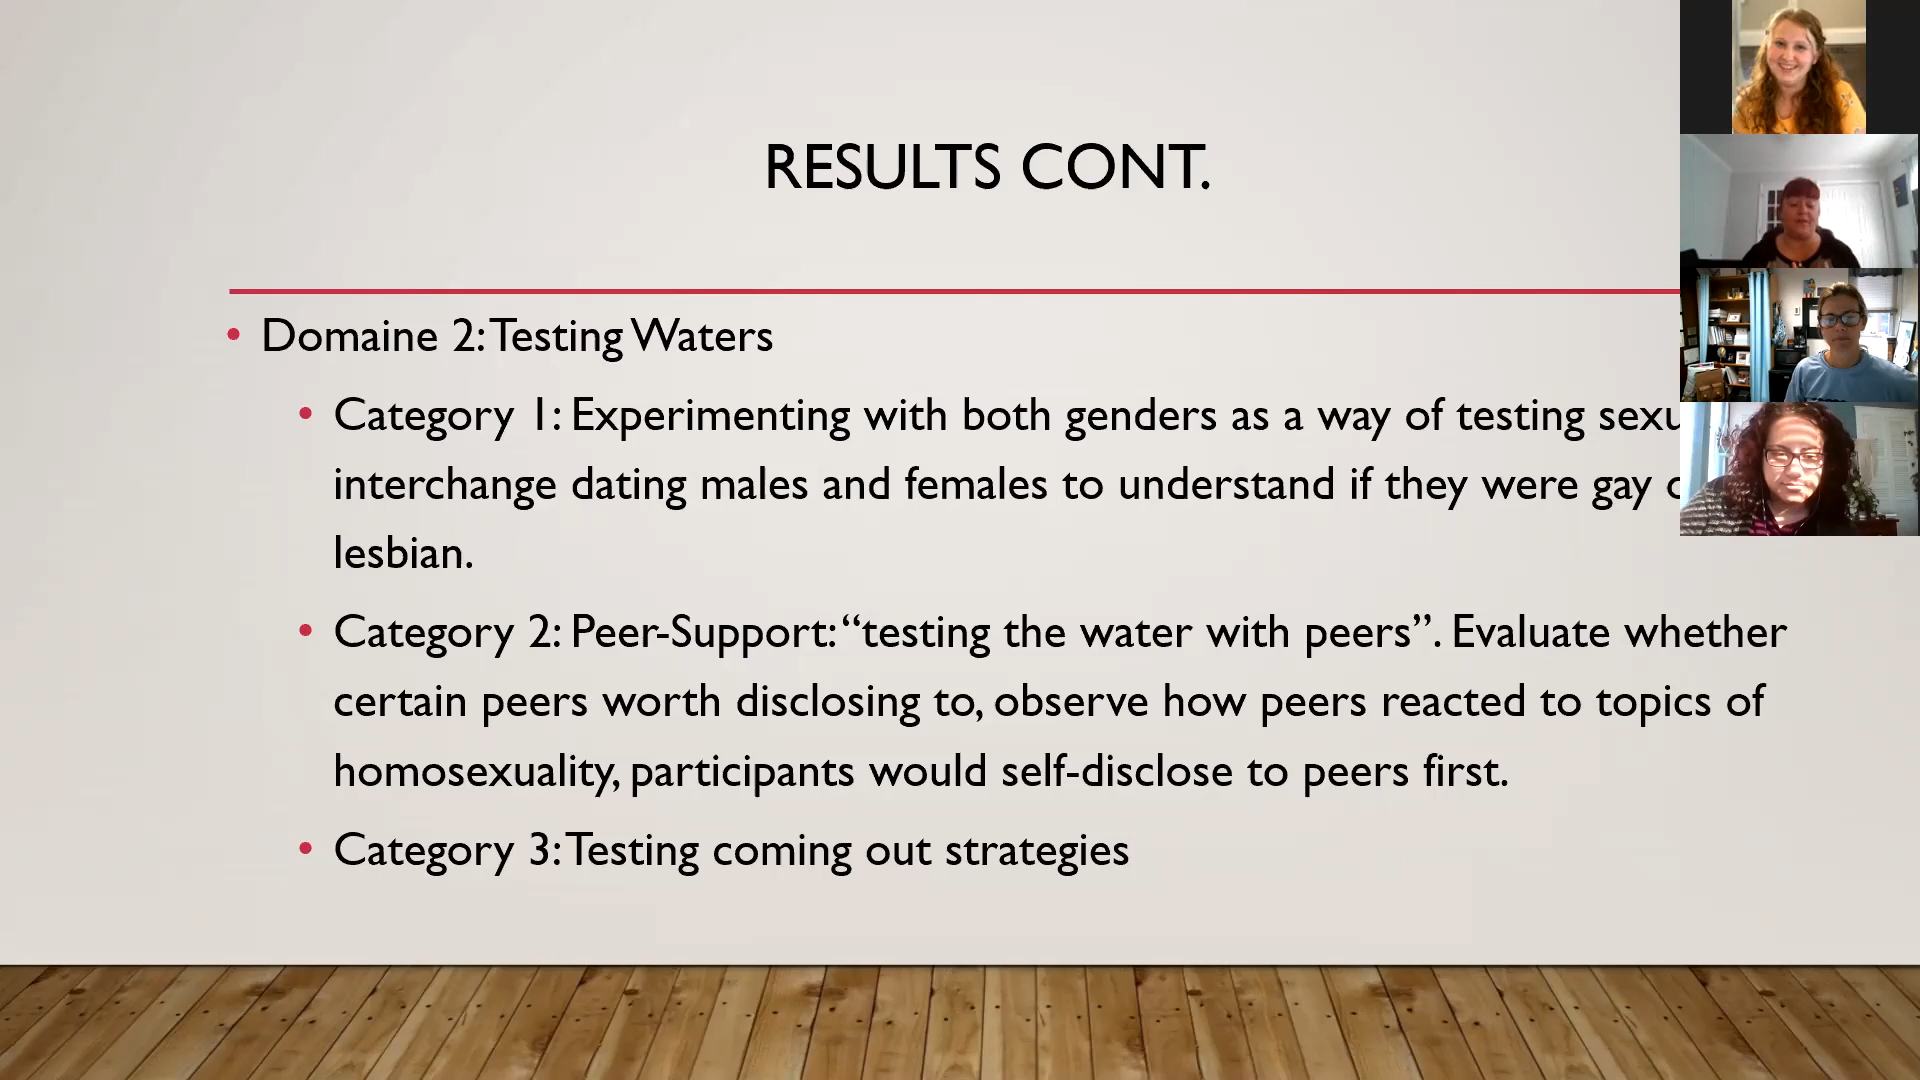 RESULTS CONT.
• Domaine 2: Testing Waters
• Category 1: Experimenting with both genders as a way of testing
interchange dating males and females to understand if they were gay
lesbian.
• Category 2: Peer-Support: “testing the water with peers”. Evaluate whether
certain peers worth disclosing to, observe how peers reacted to topics of
homosexuality, participants would self-disclose to peers first.
• Category 3: Testing coming out strategies